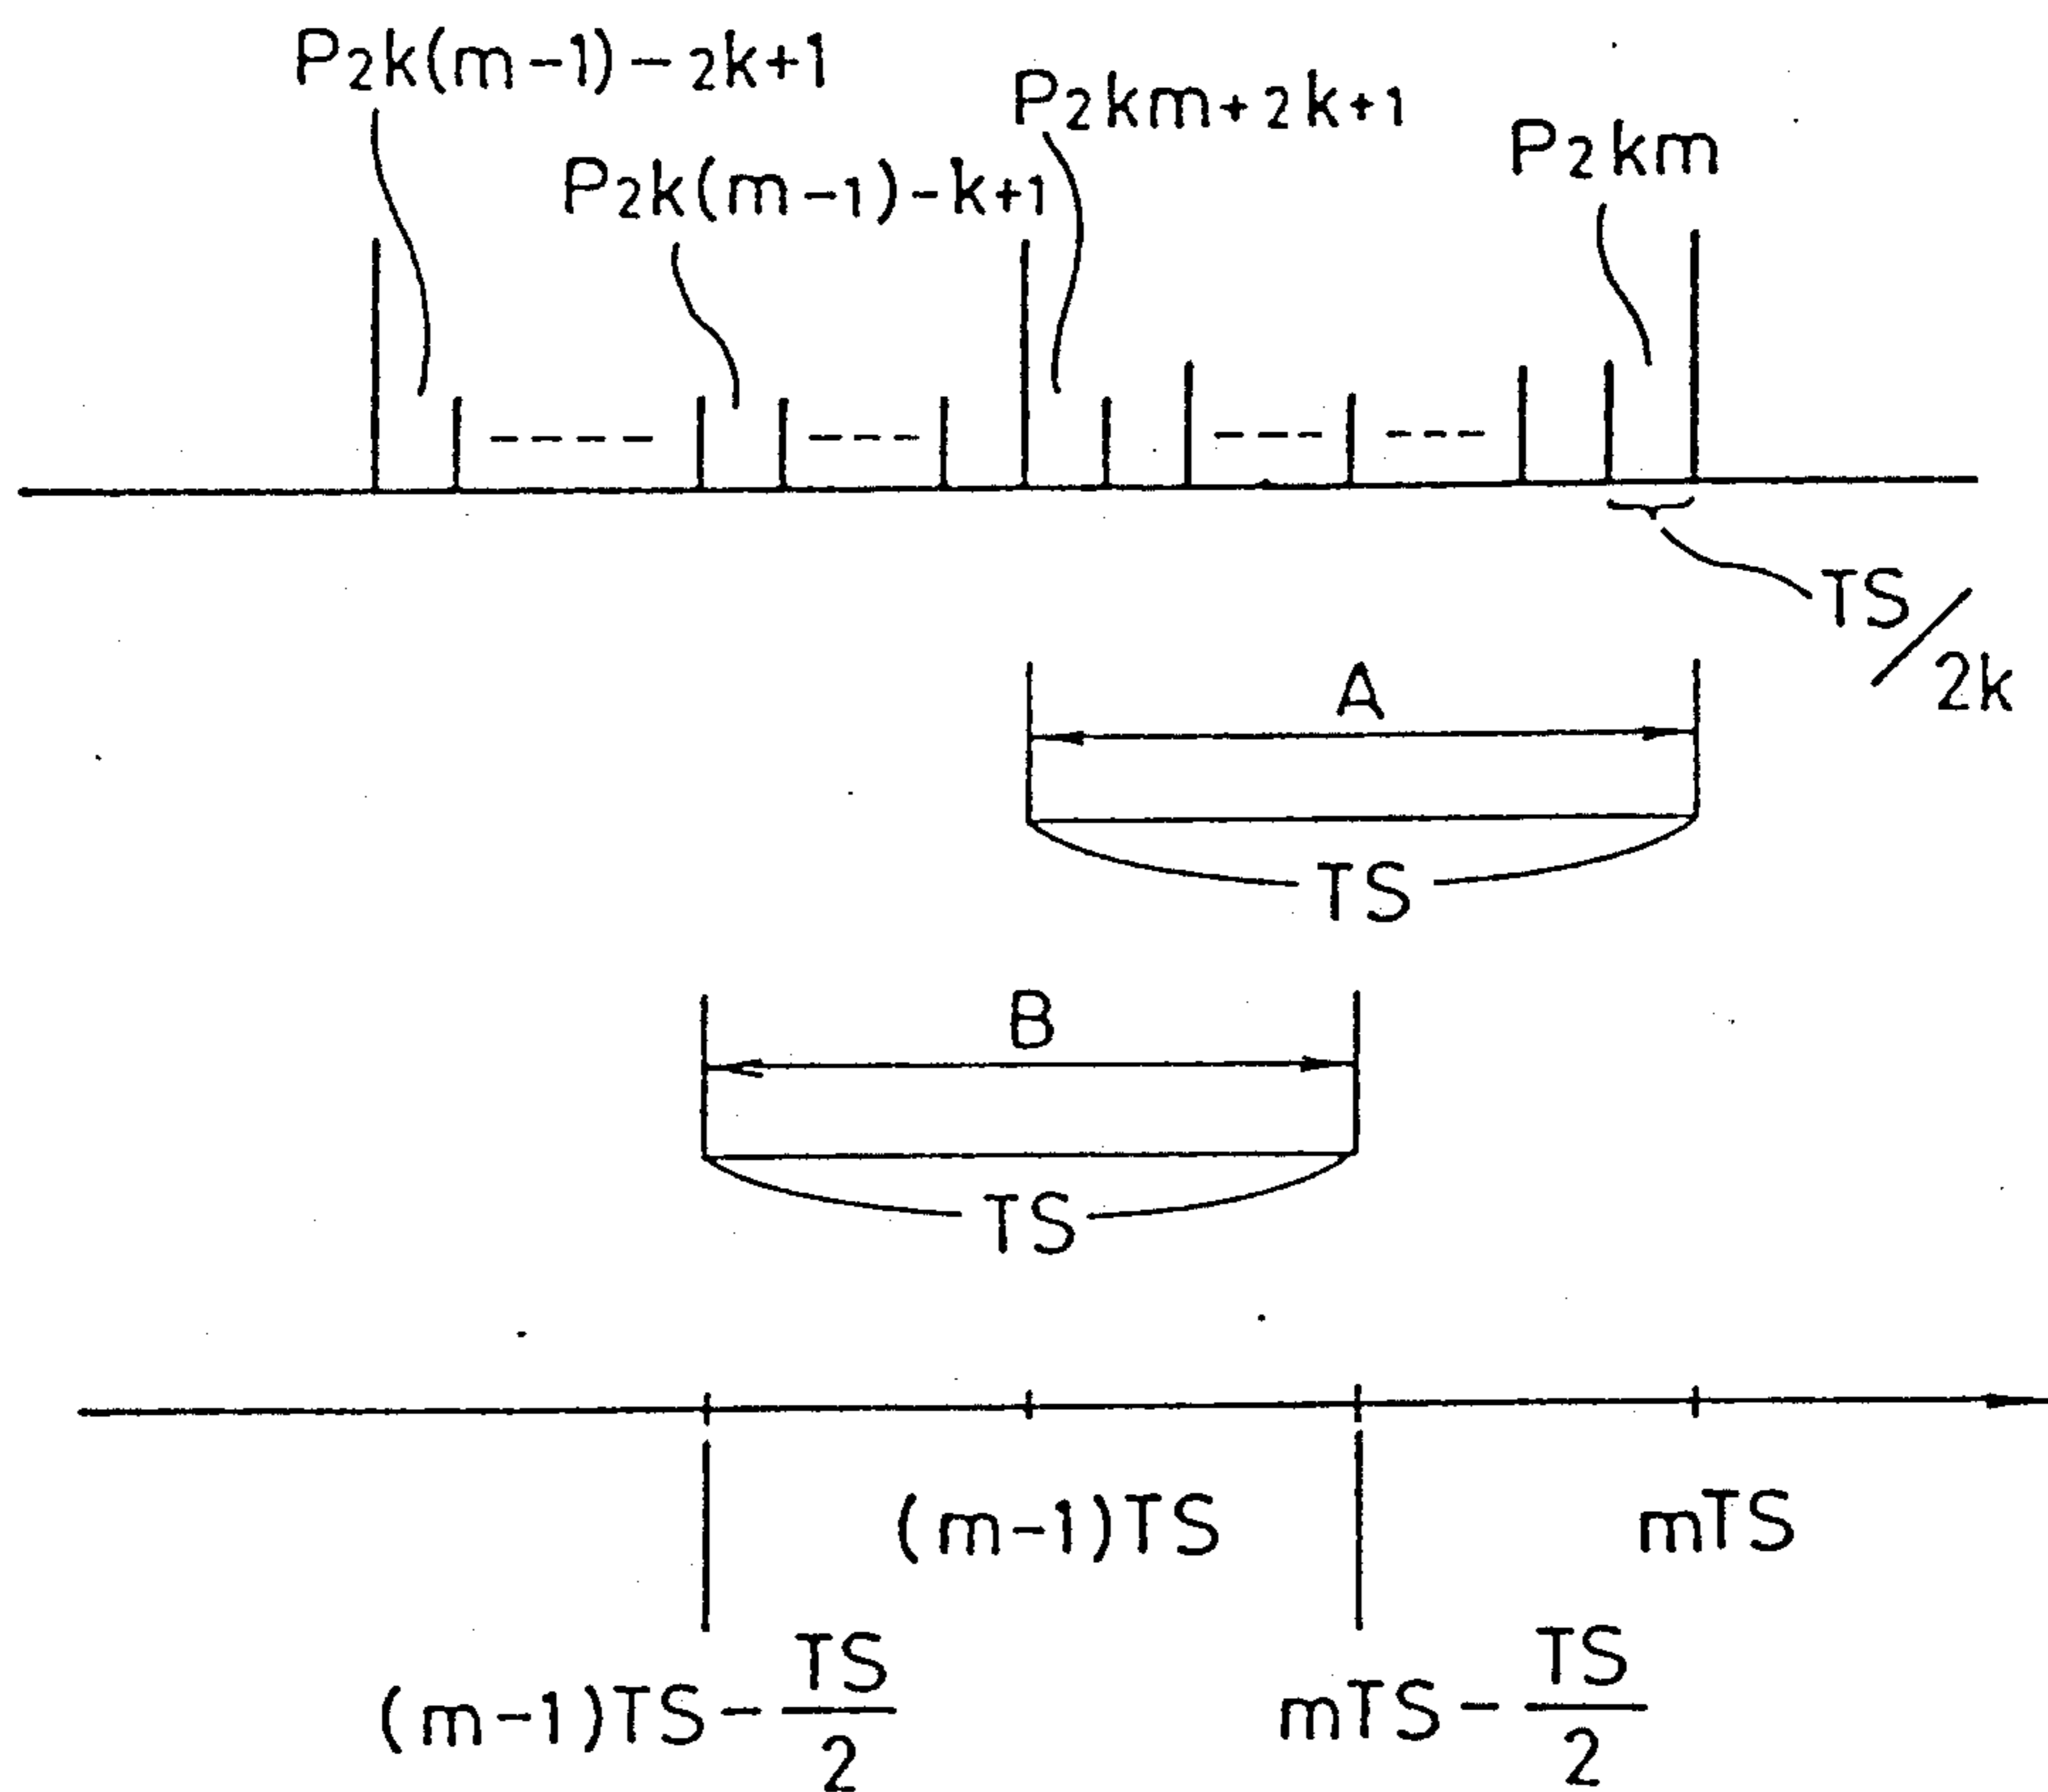 P2k(m-1)-2k+1
P2km+2k+1
P2km
P2k(m-1)-k+1
TS/2k
A
TS
B
TS
(m-1)TS
mTS
(m-1)TS-TS/2
mTS-TS/2